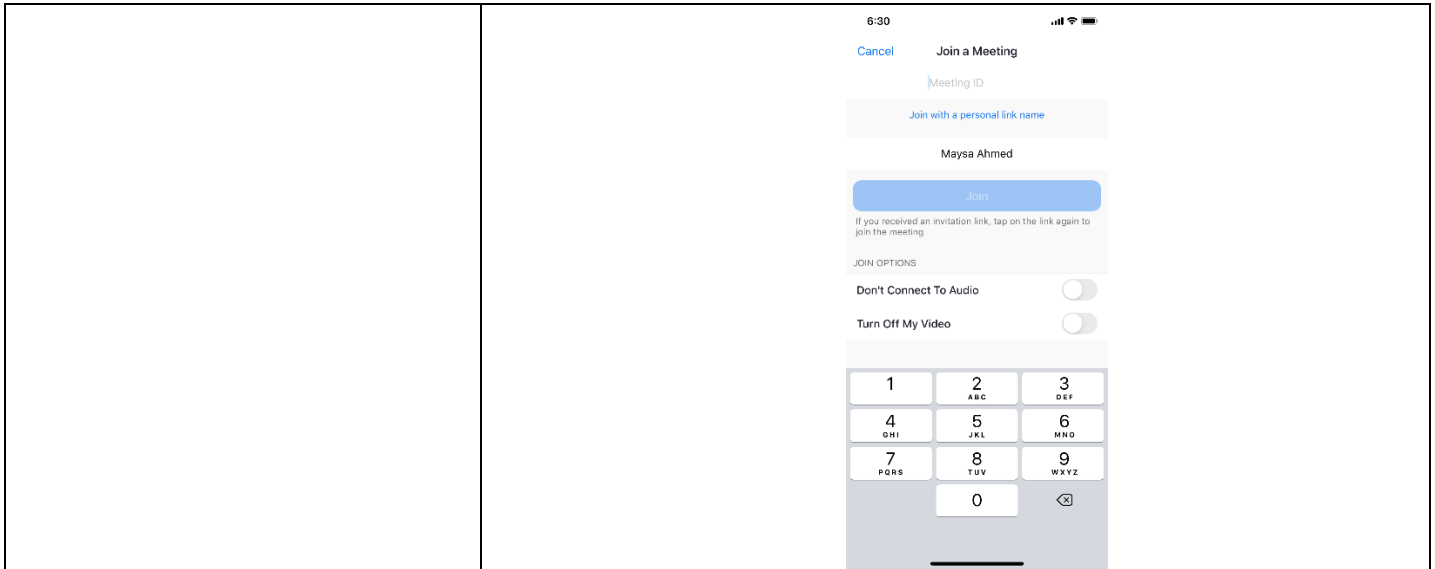 6:30
Cancel Join a Meeting
Meeting ID
Join with a personal link name
Maysa Ahmed
Join
If you received an invitation link, tap on the link again to
join the meeting
JOIN OPTIONS
Don't Connect To Audio
Turn Off My Video
1 2 3
ABC DEF
4 5 6
GHI JKL MNO
7 8 9
PQRS TUV WXYZ
0